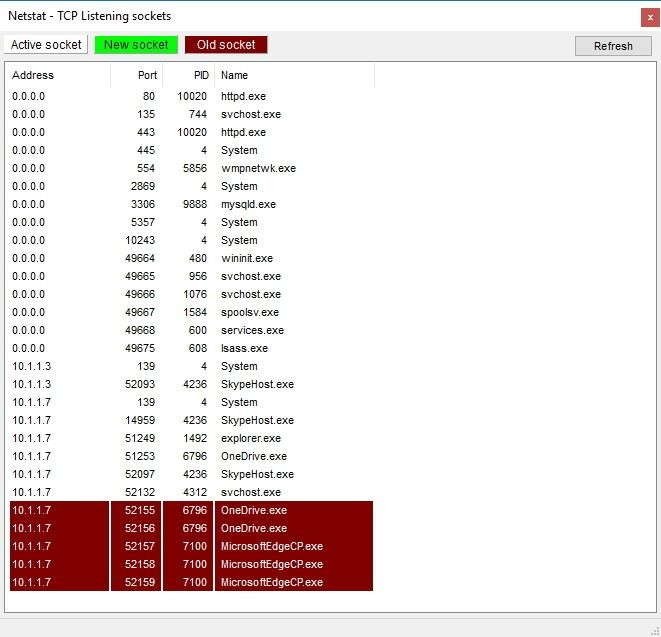 Netstat - TCP Listening sockets
x
Active socket New socket Old socket Refresh
Address Port PID Name
0.0.0.0 80 10020 httpd.exe
0.0.0.0 135 744 svchost.exe
0.0.0.0 443 10020 httpd.exe
0.0.0.0 445 4 System
0.0.0.0 554 5856 wmpnetwk.exe
0.0.0.0 2869 4 System
0.0.0.0 3306 9888 mysqld.exe
0.0.0.0 5357 4 System
0.0.0.0 10243 4 System
0.0.0.0 49664 480 wininit.exe
0.0.0.0 49665 956 svchost.exe
0.0.0.0 49666 1076 svchost.exe
0.0.0.0 49667 1584 spoolsv.exe
0.0.0.0 49668 600 services.exe
0.0.0.0 49675 608 lsass.exe
10.1.1.3 139 4 System
10.1.1.3 52093 4236 SkypeHost.exe
10.1.1.7 139 4 System
10.1.1.7 14959 4236 SkypeHost.exe
10.1.1.7 51249 1492 explorer.exe
10.1.1.7 51253 6796 OneDrive.exe
10.1.1.7 52097 4236 SkypeHost.exe
10.1.1.7 52132 4312 svchost.exe
10.1.1.7 52155 6796 OneDrive.exe
10.1.1.7 52156 6796 OneDrive.exe
10.1.1.7 52157 7100 MicrosoftEdgeCP.exe
10.1.1.7 52158 7100 MicrosoftEdgeCP.exe
10.1.1.7 52159 7100 MicrosoftEdgeCP.exe